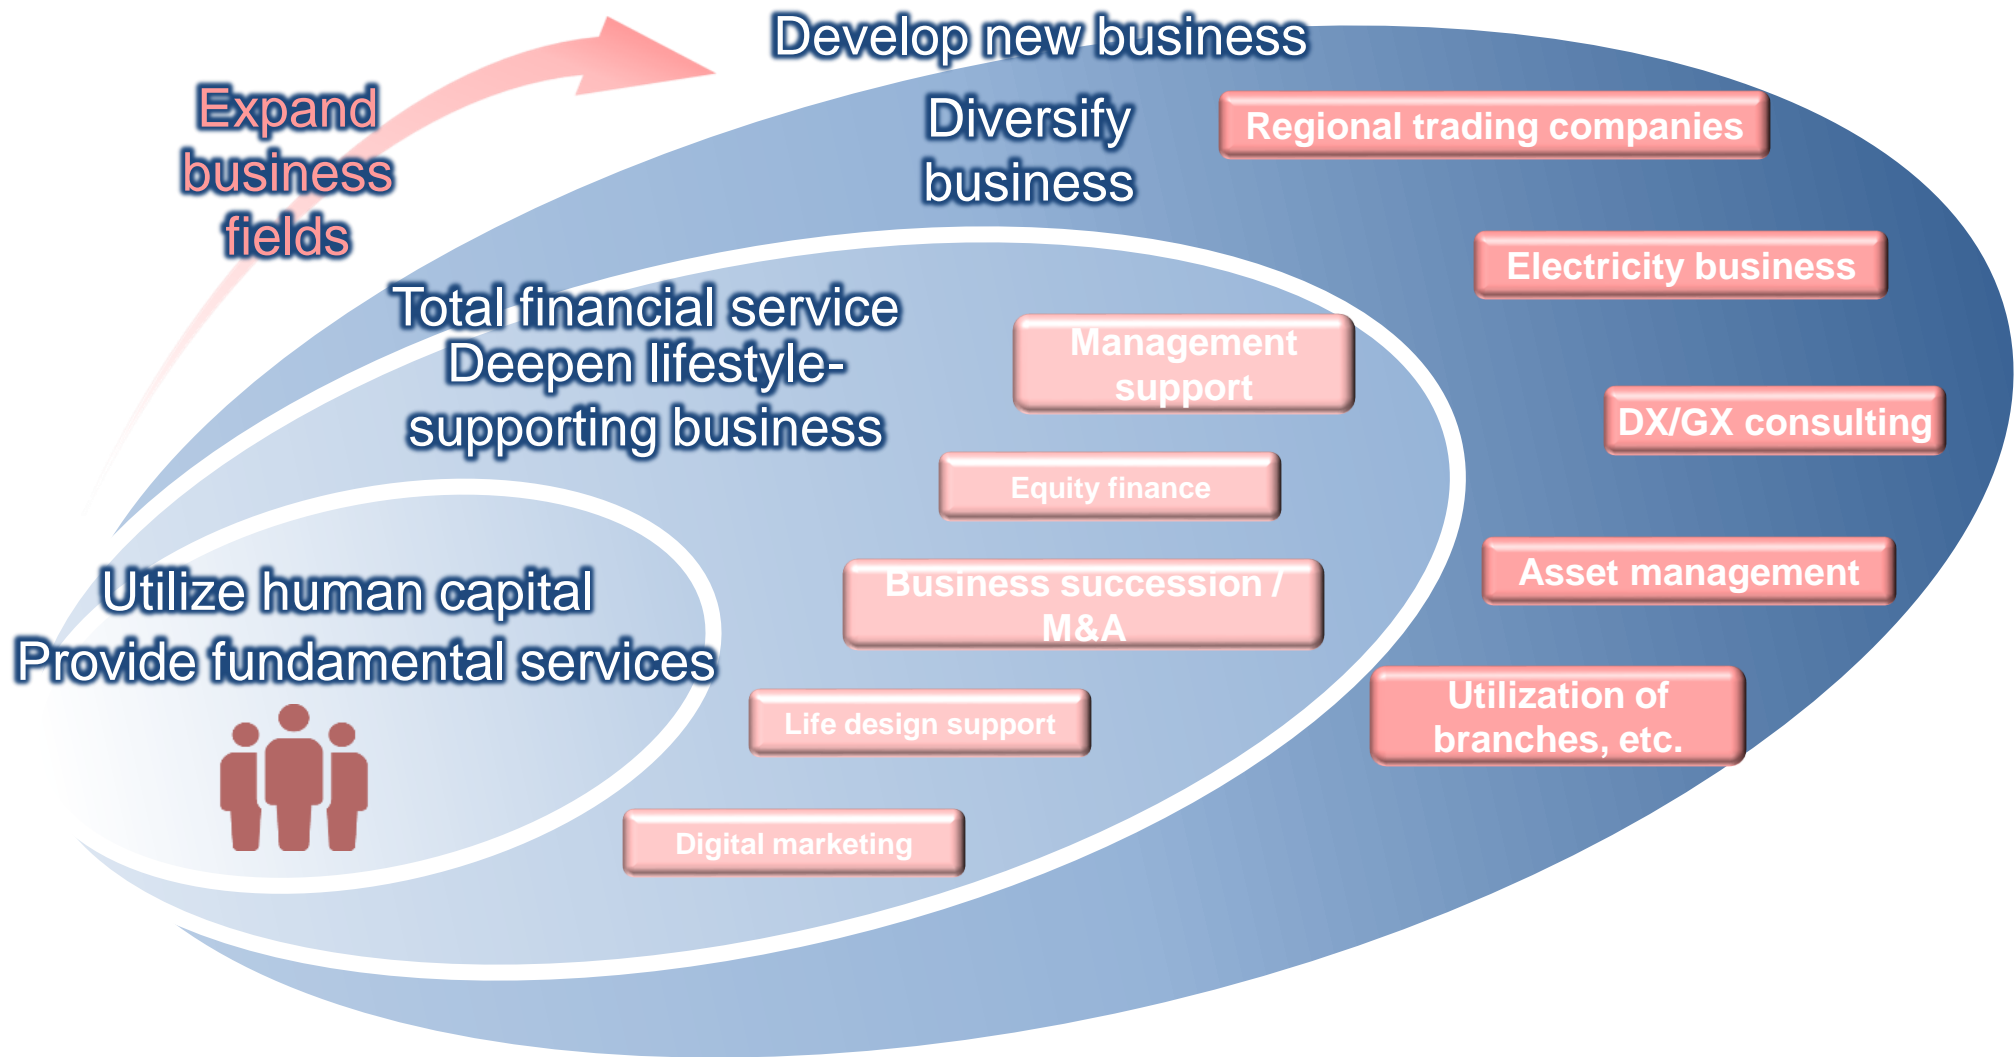 Develop new business
Expand
business
fields
Diversify
business
Regional trading companies
Electricity business
Total financial service
Deepen lifestyle-
supporting business
Management
support
DX/GX consulting
Equity finance
Asset management
Business succession /
M&A
Utilize human capital
Provide fundamental services
Life design support
Utilization of
branches, etc.
Digital marketing